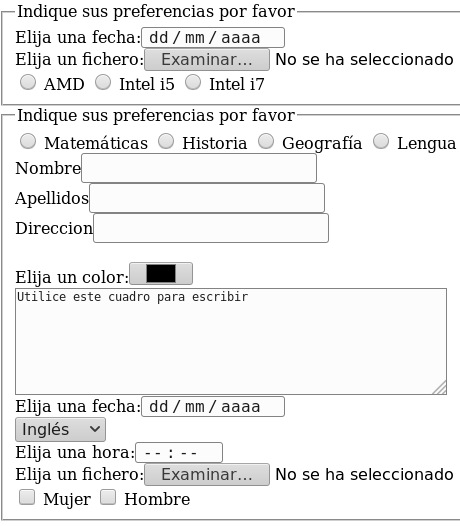 Indique sus preferencias por favor
Elija una fecha: dd/mm/aaaa
Elija un fichero: Examinar... No se ha seleccionado
AMD Intel i5 Intel i7
Indique sus preferencias por favor
Matemáticas Historia Geografía Lengua
Nombre
Apellidos
Direccion
Elija un color:
Utilice este cuadro para escribir
Elija una fecha: dd/mm/aaaa
Inglés
Elija una hora: --:--
Elija un fichero: Examinar... No se ha seleccionado
Mujer Hombre